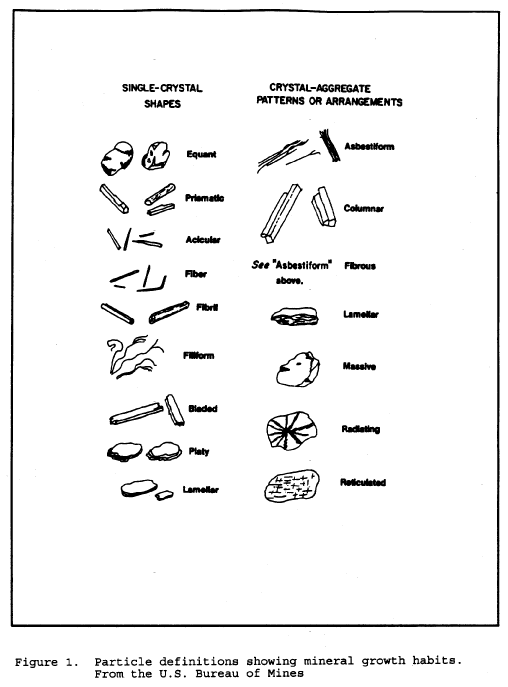 SINGLE-CRYSTAL
SHAPES
Equant
Prismatic
Acicular
Fiber
Fibril
Filiform
Bladed
Platy
Lamellar
CRYSTAL-AGGREGATE
PATTERNS OR ARRANGEMENTS
Asbestiform
Columnar
See "Asbestiform" Fibrous
above.
Lamellar
Massive
Radiating
Reticulated
Figure 1. Particle definitions showing mineral growth habits.
From the U.S. Bureau of Mines